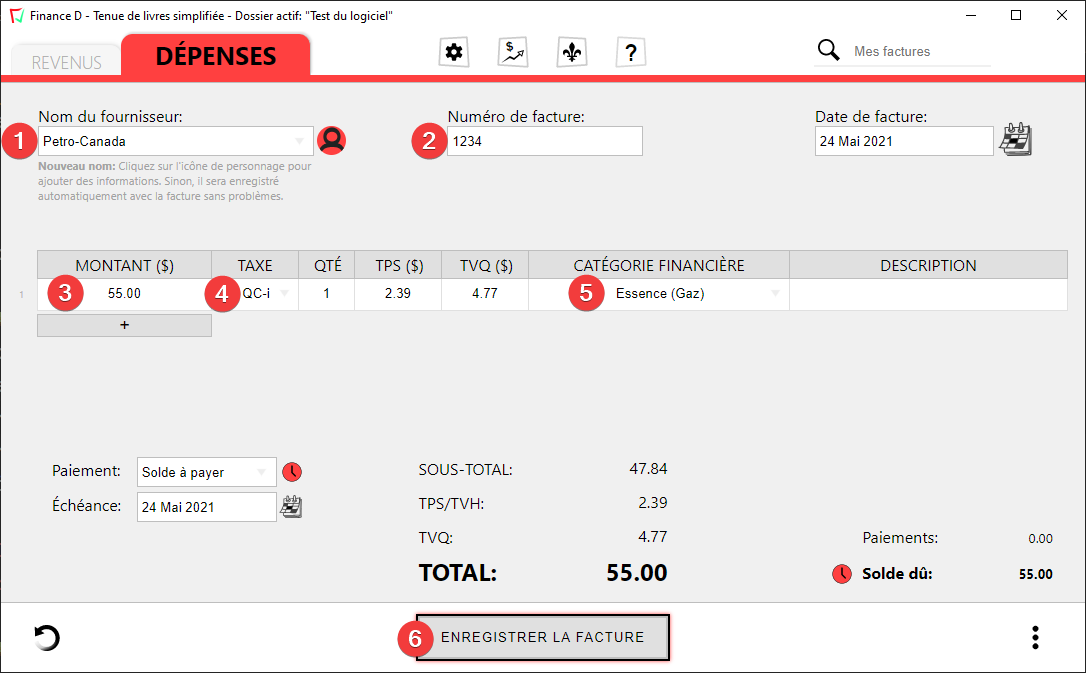 Finance D - Tenue de livres simplifiée - Dossier actif: "Test du logiciel"
REVENUS
DÉPENSES
$
?
Mes factures
Nom du fournisseur:
Numéro de facture:
Date de facture:
1
Petro-Canada
2
1234
24 Mai 2021
Nouveau nom: Cliquez sur l'icône de personnage pour
ajouter des informations. Sinon, il sera enregistré
automatiquement avec la facture sans problèmes.
MONTANT ($)
TAXE
QTÉ
TPS ($)
TVQ ($)
CATÉGORIE FINANCIÈRE
DESCRIPTION
1
3
55.00
4
QC-i
1
2.39
4.77
5
Essence (Gaz)
+
Paiement:
Solde à payer
Échéance:
24 Mai 2021
SOUS-TOTAL:
47.84
TPS/TVH:
2.39
TVQ:
4.77
TOTAL:
55.00
Paiements:
0.00
Solde dû:
55.00
6
ENREGISTRER LA FACTURE